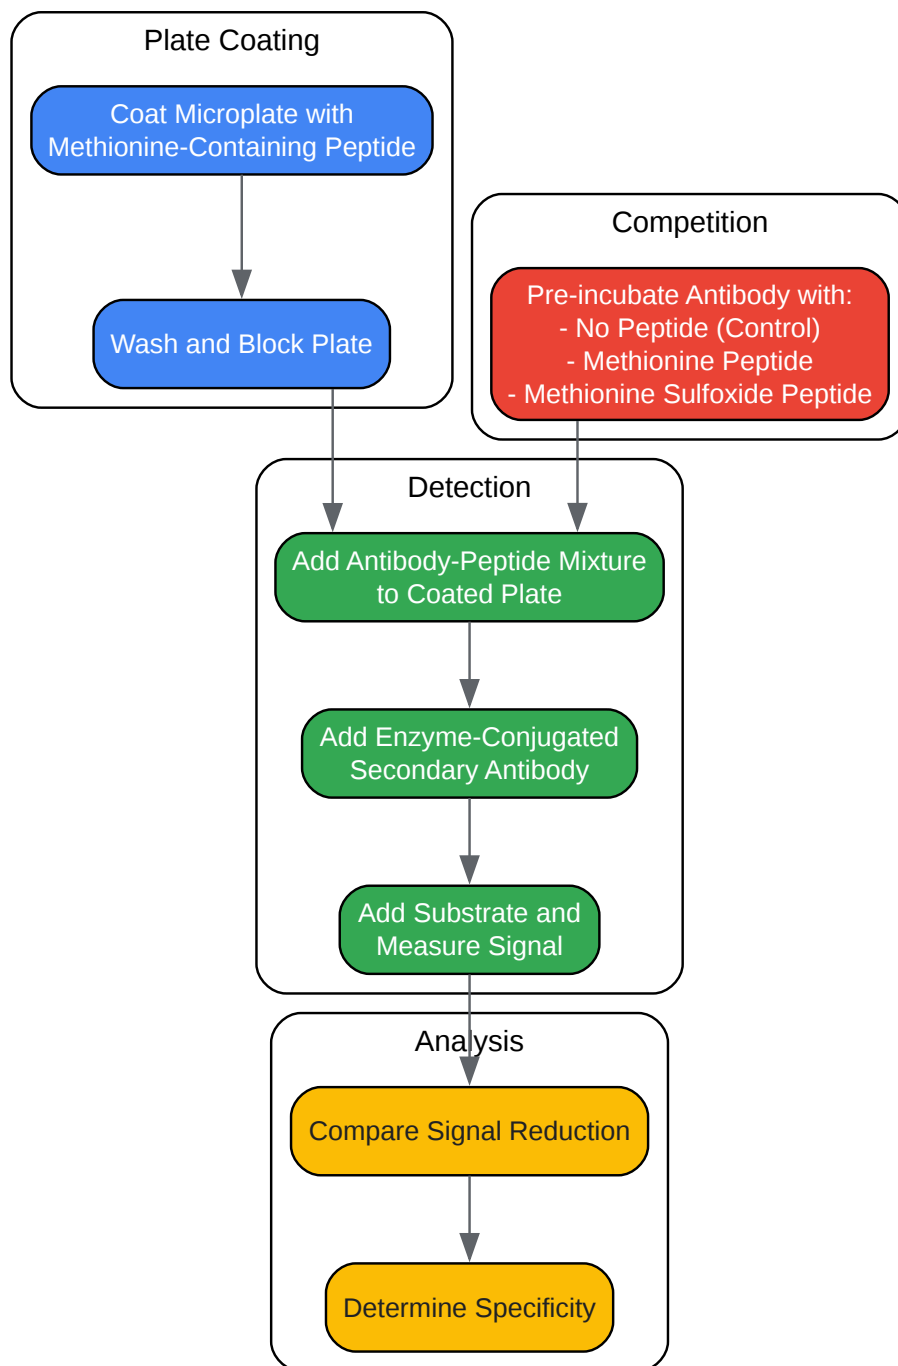 Plate Coating
Coat Microplate with
Methionine-Containing Peptide
Wash and Block Plate
Competition
Pre-incubate Antibody with:
- No Peptide (Control)
- Methionine Peptide
- Methionine Sulfoxide Peptide
Detection
Add Antibody-Peptide Mixture
to Coated Plate
Add Enzyme-Conjugated
Secondary Antibody
Add Substrate and
Measure Signal
Analysis
Compare Signal Reduction
Determine Specificity